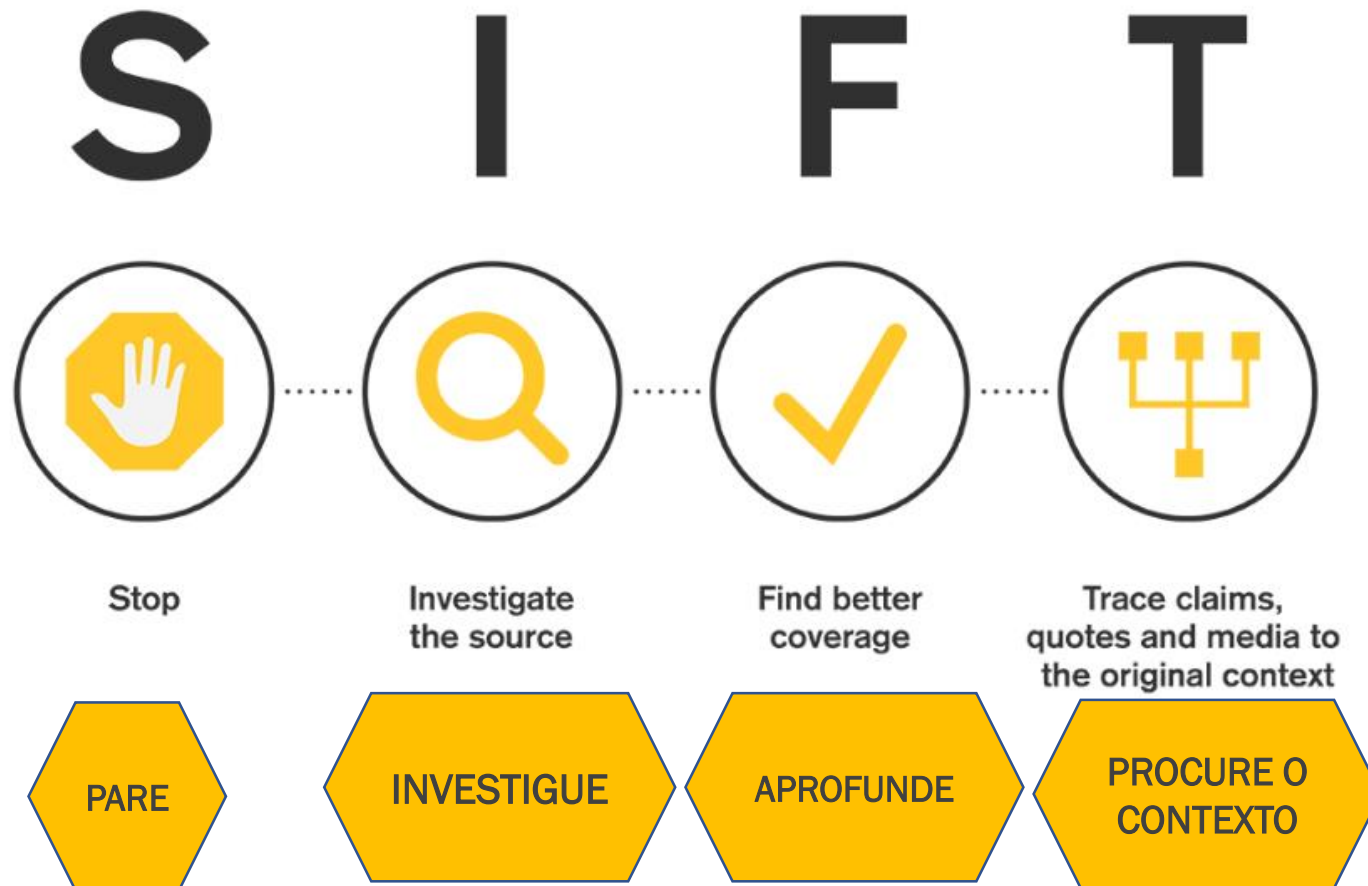 S I F T
Stop
Investigate
the source
Find better
coverage
Trace claims,
quotes and media to
the original context
PARE
INVESTIGUE
APROFUNDE
PROCURE O
CONTEXTO